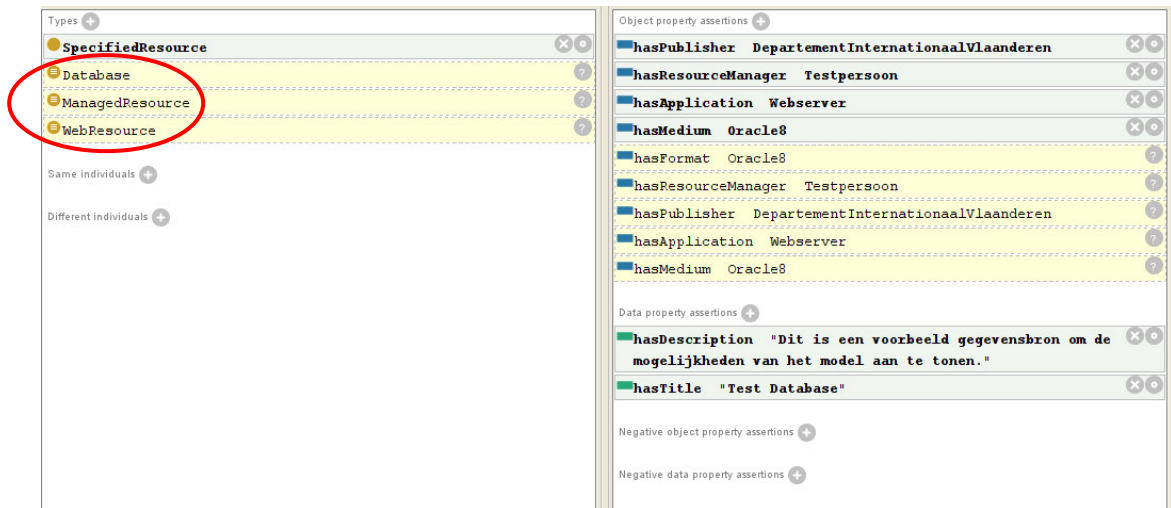 Types
SpecifiedResource
Database
ManagedResource
WebResource
Same individuals
Different individuals
Object property assertions
hasPublisher DepartementInternationaalVlaanderen
hasResourceManager Testpersoon
hasApplication Webserver
hasMedium Oracle8
hasFormat Oracle8
hasResourceManager Testpersoon
hasPublisher DepartementInternationaalVlaanderen
hasApplication Webserver
hasMedium Oracle8
Data property assertions
hasDescription "Dit is een voorbeeld gegevensbron om de
mogelijkheden van het model aan te tonen."
hasTitle "Test Database"
Negative object property assertions
Negative data property assertions